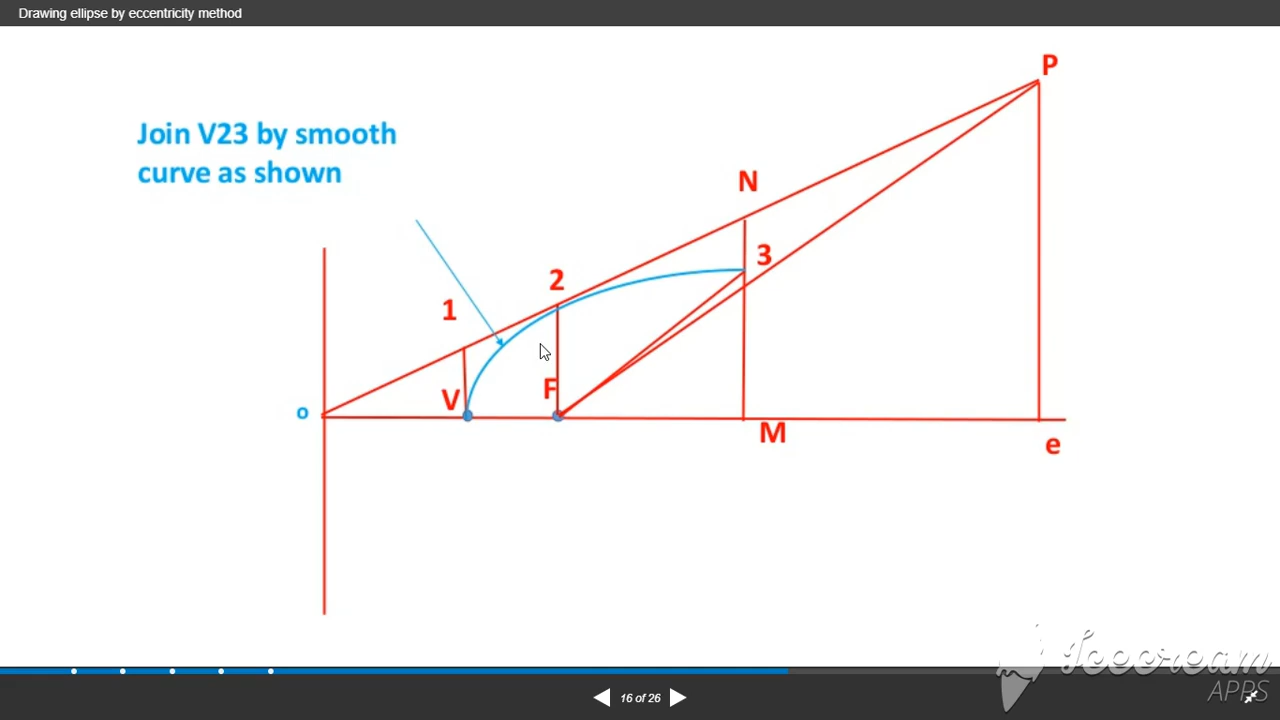 Drawing ellipse by eccentricity method
P
Join V23 by smooth
curve as shown
N
3
2
1
F
V
o
M
e
Icecream
APPS
16 of 26